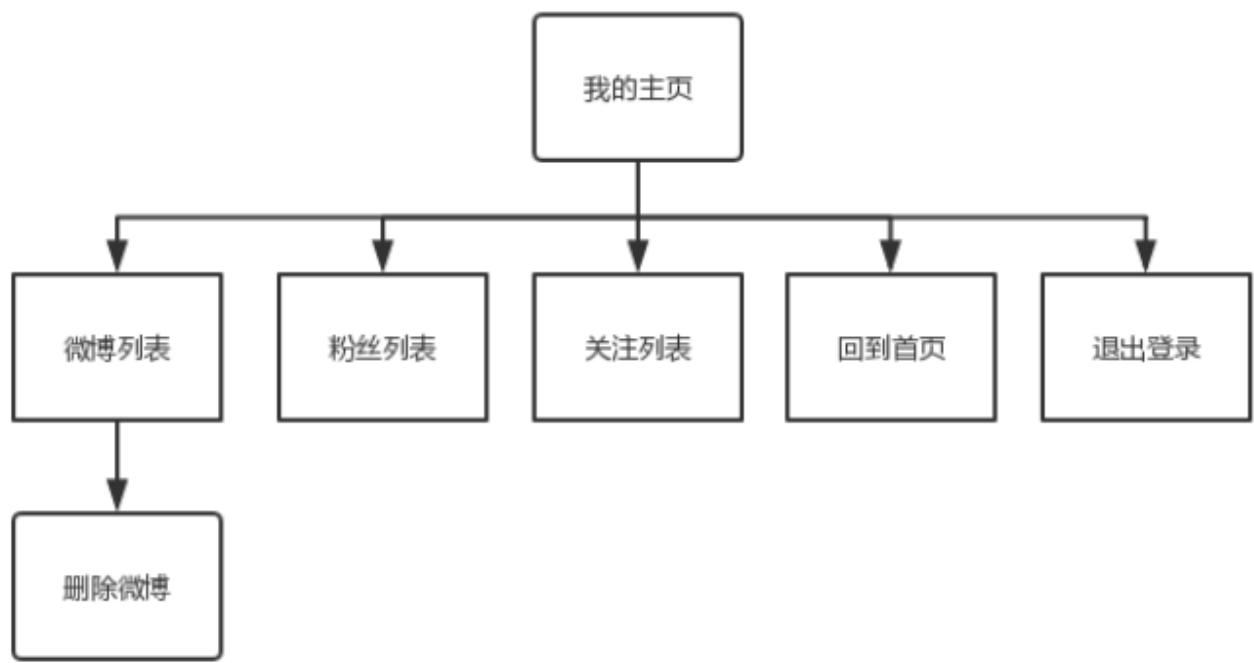 我的主页
微博列表
粉丝列表
关注列表
回到首页
退出登录
删除微博